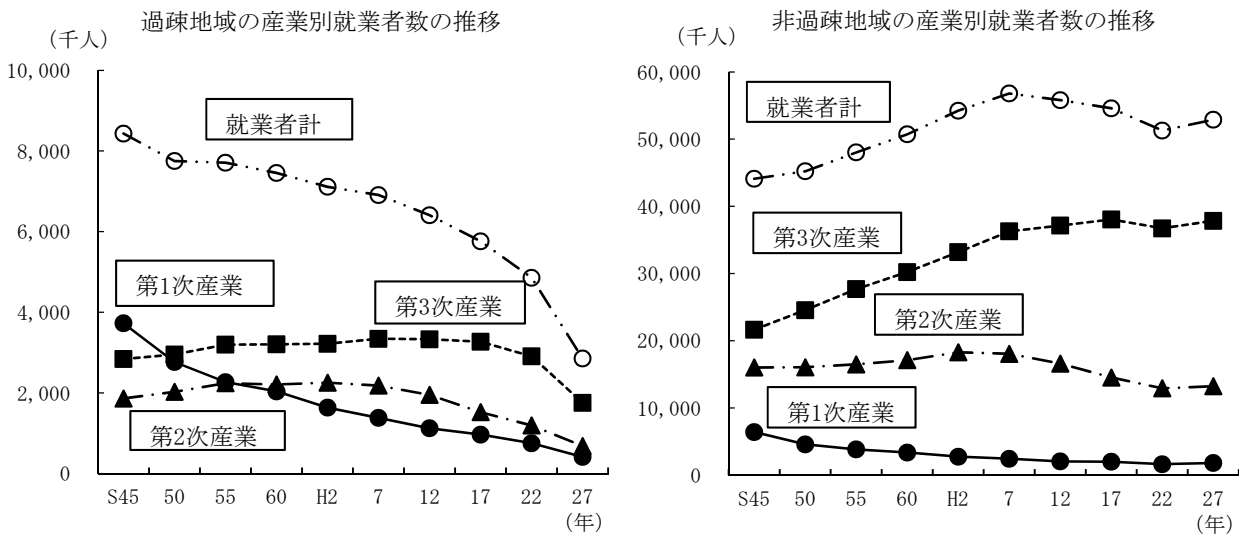 過疎地域の産業別就業者数の推移
（千人）
10,000
8,000
6,000
4,000
2,000
0
就業者計
第1次産業
第3次産業
第2次産業
S45 50 55 60 H2 7 12 17 22 27
（年）
非過疎地域の産業別就業者数の推移
（千人）
60,000
50,000
40,000
30,000
20,000
10,000
0
就業者計
第3次産業
第2次産業
第1次産業
S45 50 55 60 H2 7 12 17 22 27
（年）